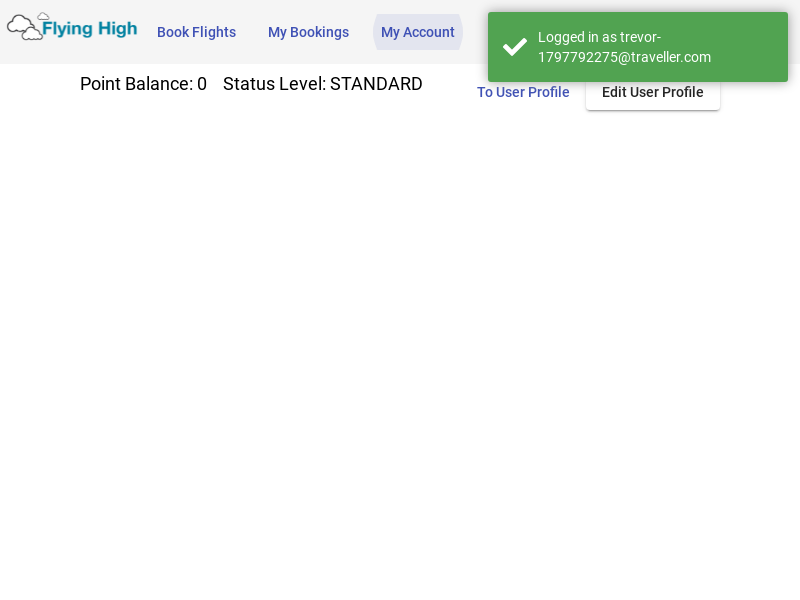 Flying High
Book Flights
My Bookings
My Account
Logged in as trevor-
1797792275@traveller.com
Point Balance: 0
Status Level: STANDARD
To User Profile
Edit User Profile